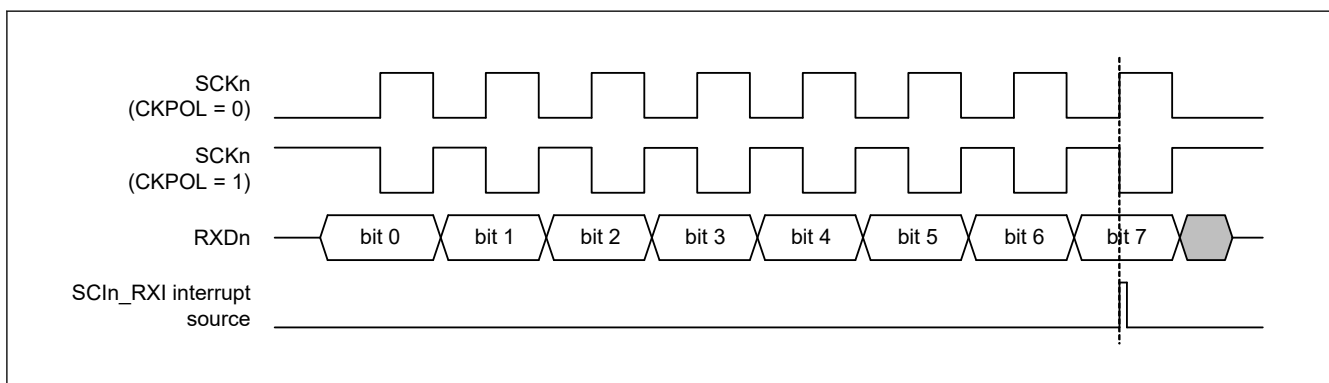 SCKn
(CKPOL = 0)
SCKn
(CKPOL = 1)
RXDn
bit 0 bit 1 bit 2 bit 3 bit 4 bit 5 bit 6 bit 7
SCIn_RXI interrupt
source